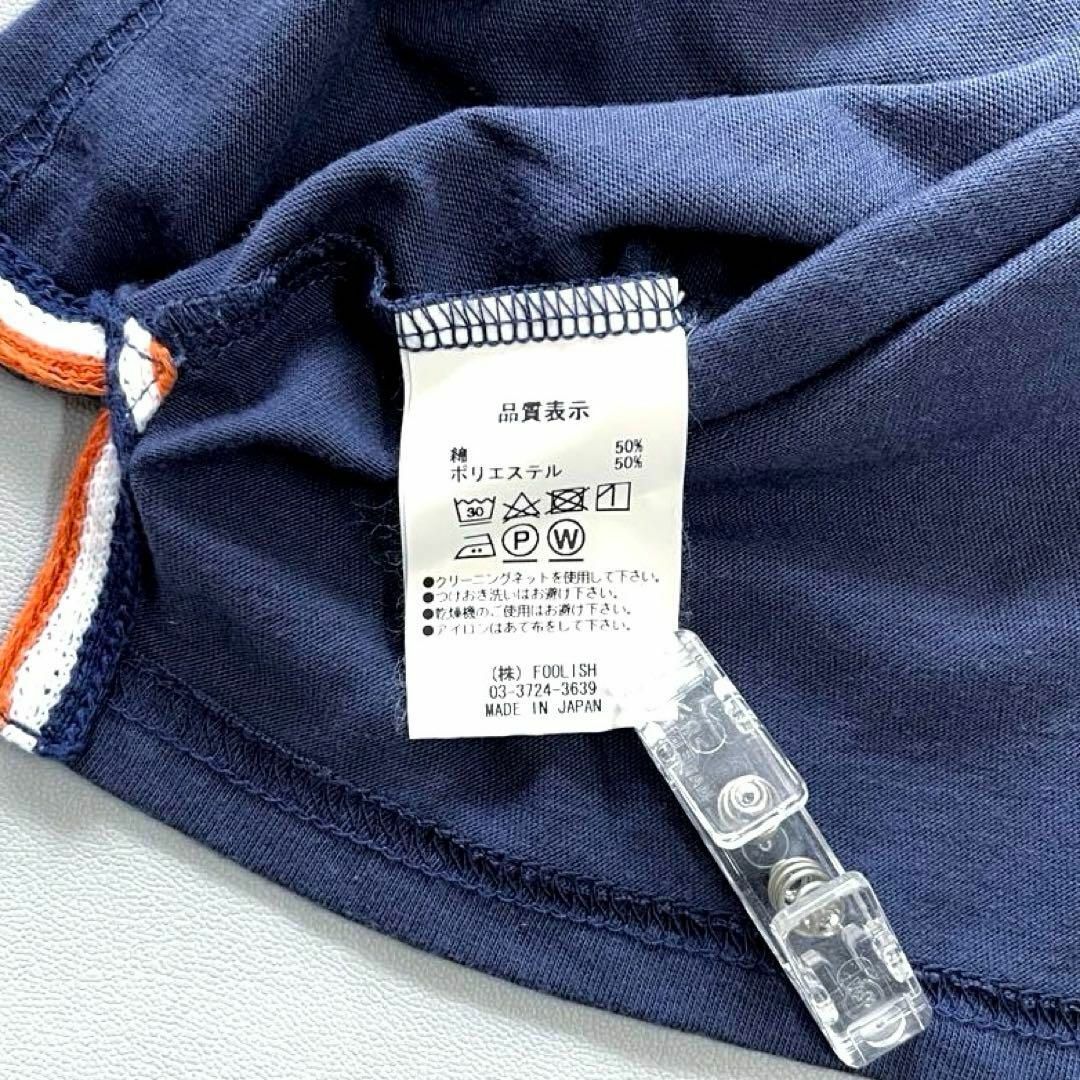 品質表示
綿 50%
ポリエステル 50%
30
P W
●クリーニングネットを使用して下さい。
●つけおき洗いはお避け下さい。
●乾燥機のご使用はお避け下さい。
●アイロンはあて布をして下さい。
(株) FOOLISH
03-3724-3639
MADE IN JAPAN